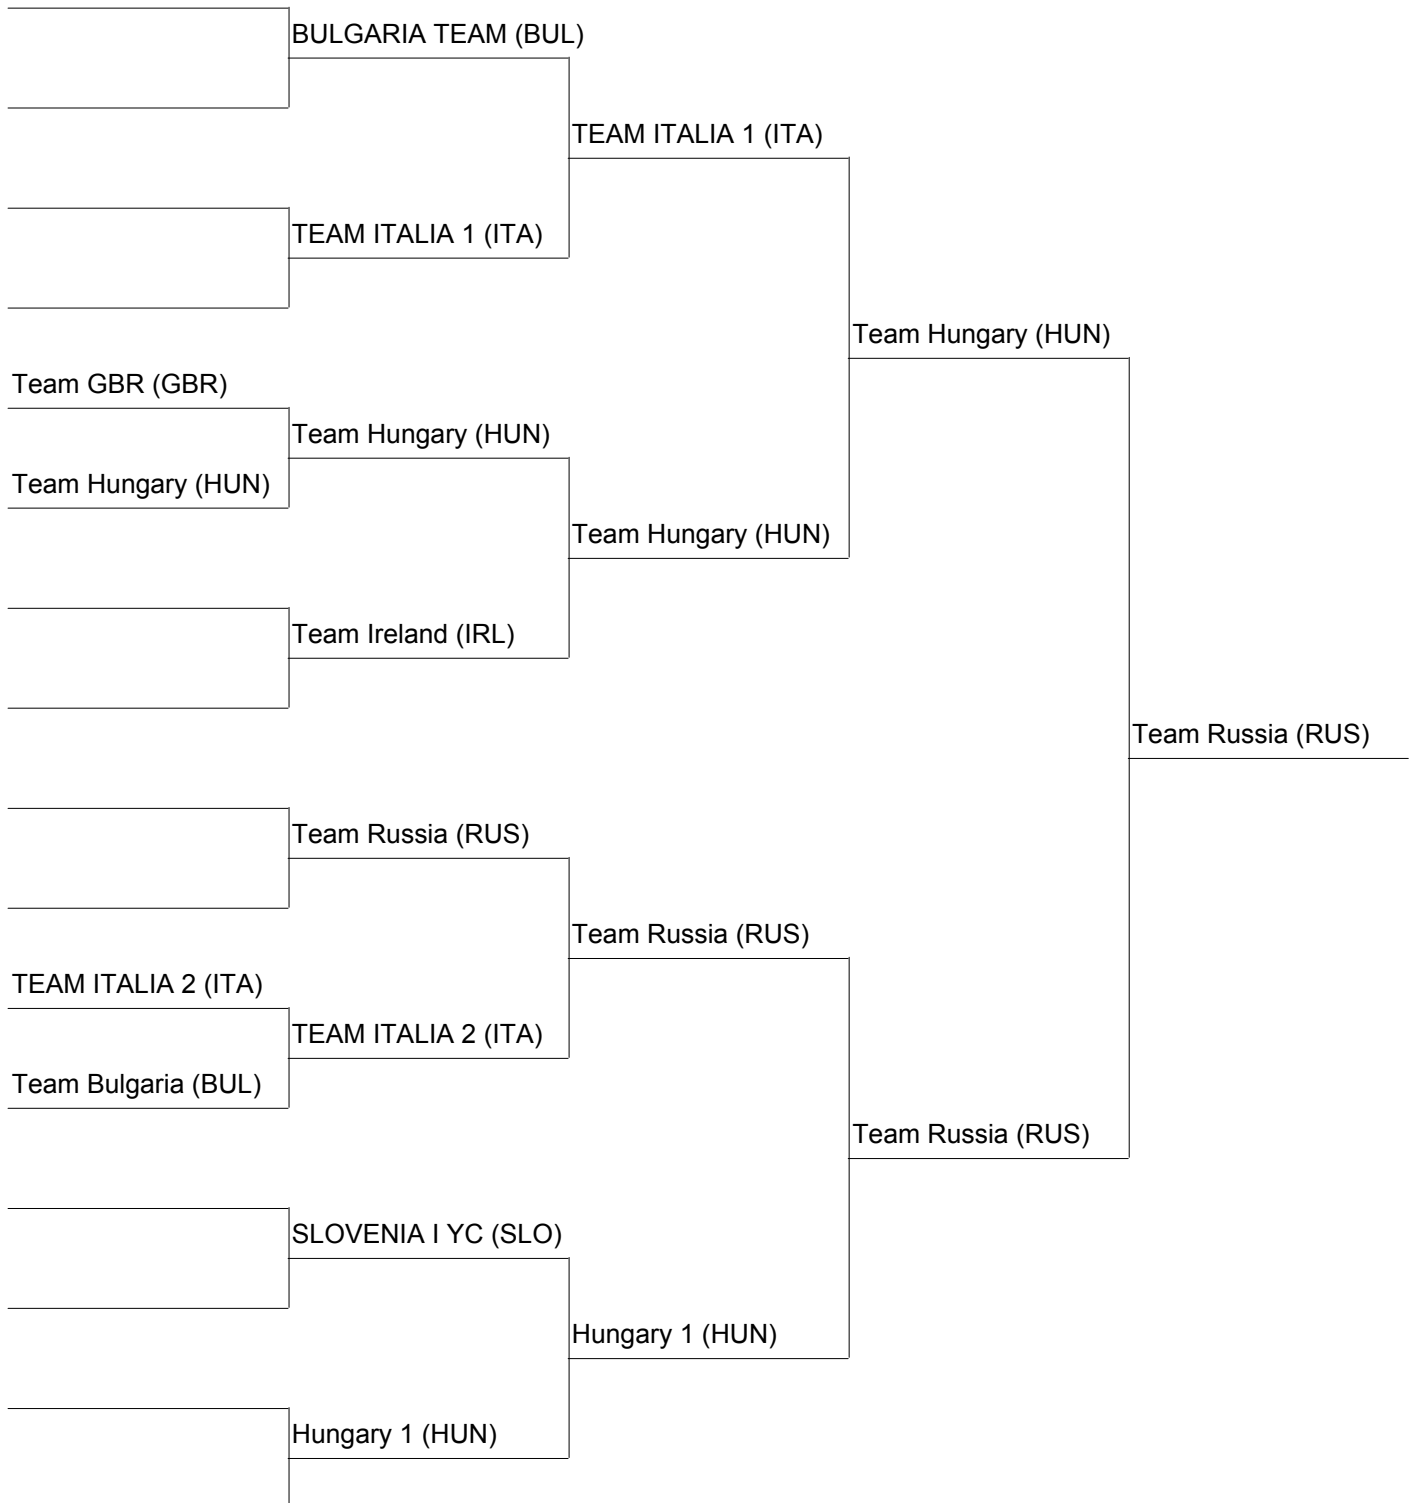 BULGARIA TEAM (BUL)
TEAM ITALIA 1 (ITA)
TEAM ITALIA 1 (ITA)
Team Hungary (HUN)
Team GBR (GBR)
Team Hungary (HUN)
Team Hungary (HUN)
Team Hungary (HUN)
Team Ireland (IRL)
Team Russia (RUS)
Team Russia (RUS)
Team Russia (RUS)
TEAM ITALIA 2 (ITA)
TEAM ITALIA 2 (ITA)
Team Bulgaria (BUL)
Team Russia (RUS)
SLOVENIA I YC (SLO)
Hungary 1 (HUN)
Hungary 1 (HUN)